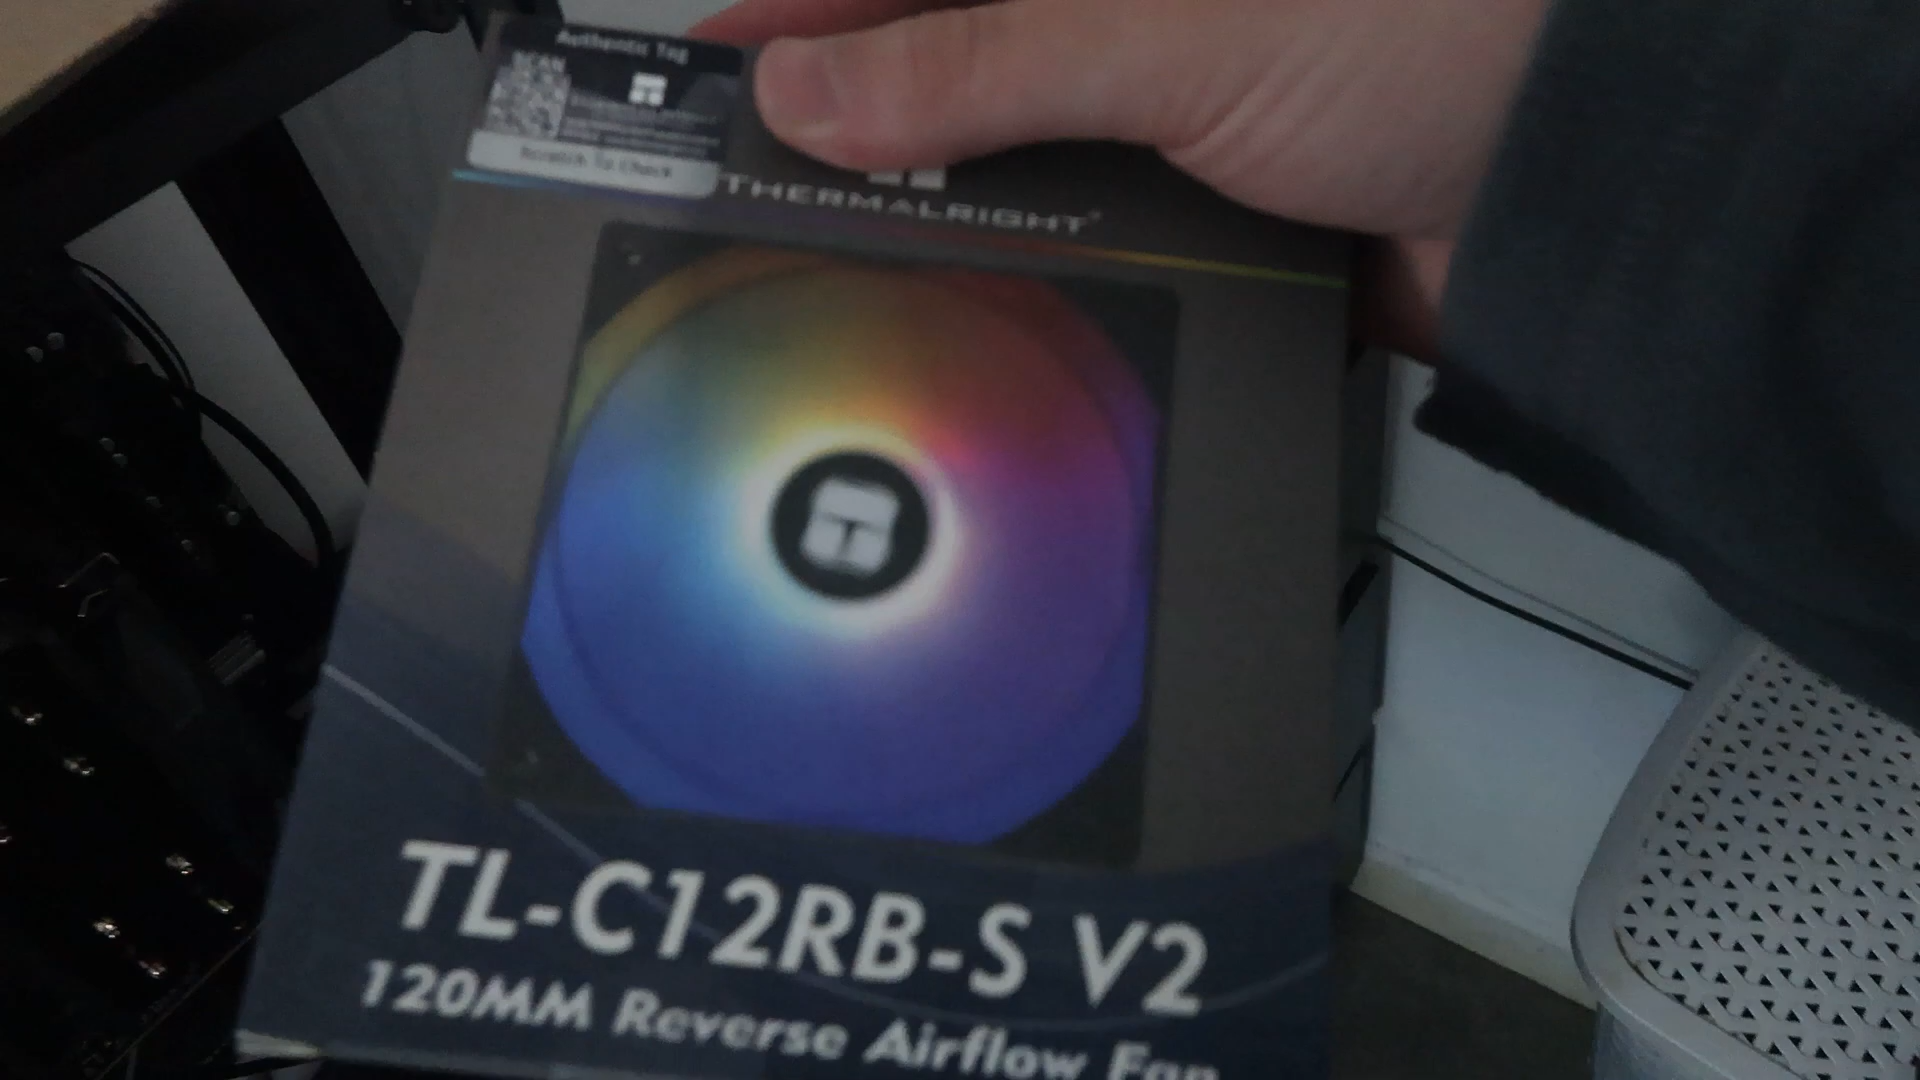 Authentic Tag
SCAN
Scratch To Check
THERMALRIGHT
TL-C12RB-S V2
120MM Reverse Airflow Fan